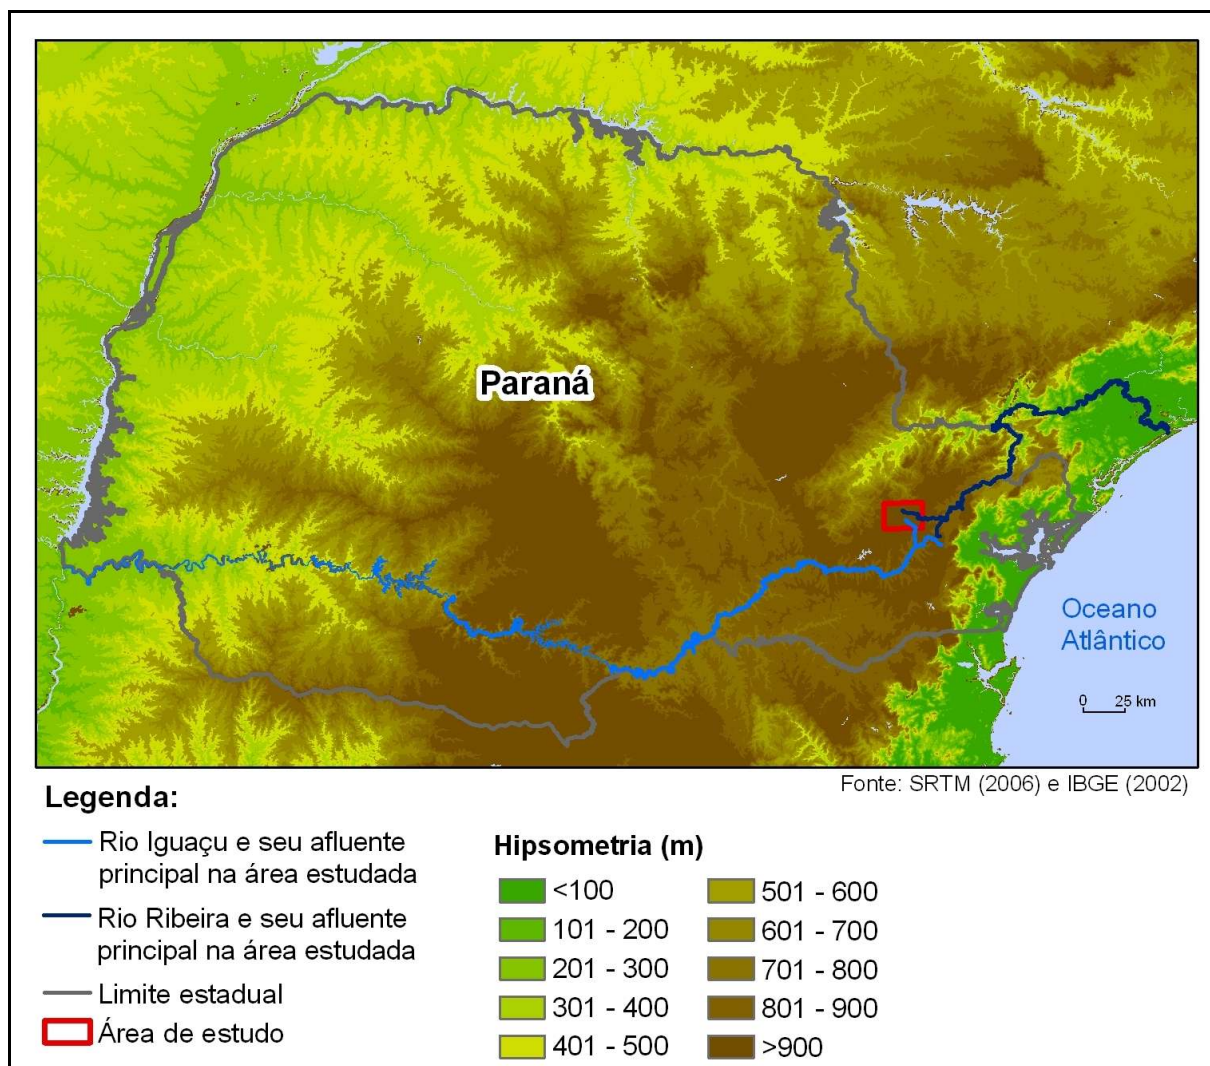 Paraná
Oceano
Atlântico
0 25 km
Fonte: SRTM (2006) e IBGE (2002)
Legenda:
Rio Iguaçu e seu afluente
principal na área estudada
Rio Ribeira e seu afluente
principal na área estudada
Limite estadual
Área de estudo
Hipsometria (m)
<100
101 - 200
201 - 300
301 - 400
401 - 500
501 - 600
601 - 700
701 - 800
801 - 900
>900